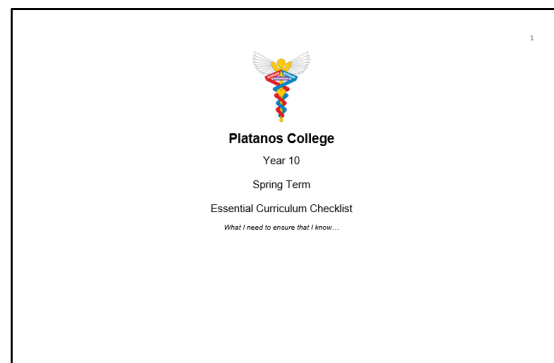 1
Platanos College
Year 10
Spring Term
Essential Curriculum Checklist
What I need to ensure that I know…